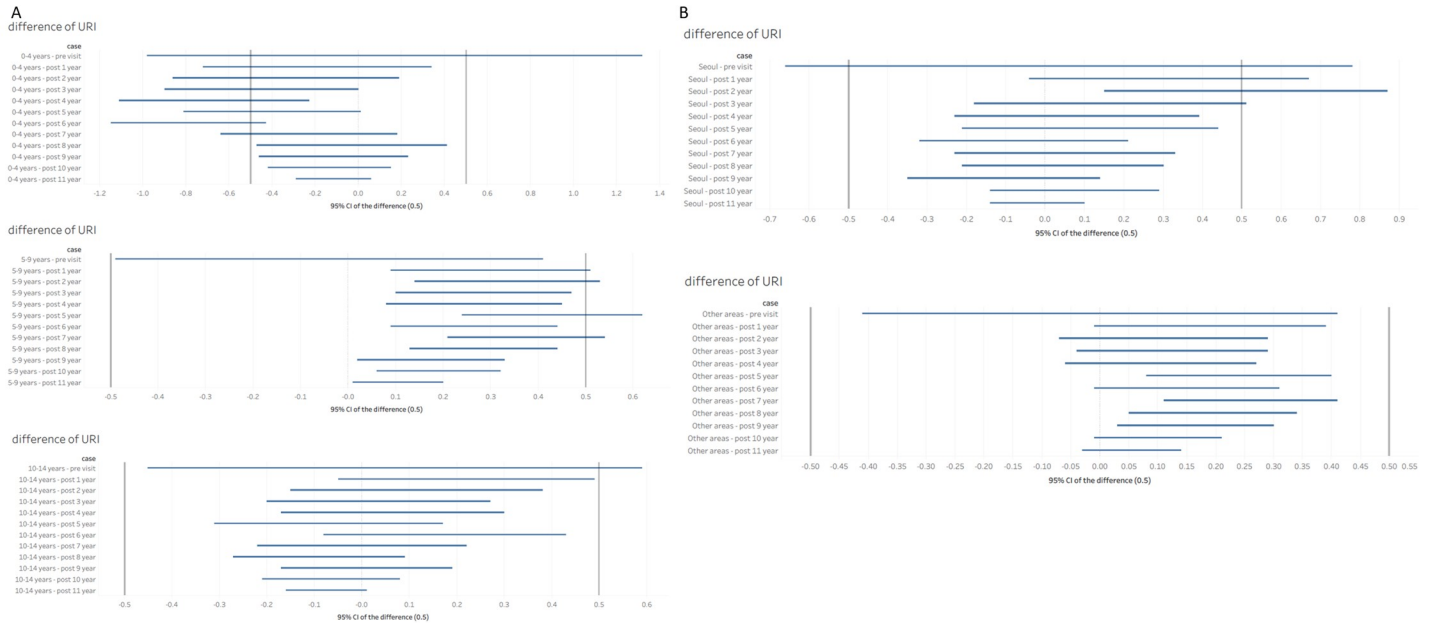 A
difference of URI
case
0-4 years - pre visit
0-4 years - post 1 year
0-4 years - post 2 year
0-4 years - post 3 year
0-4 years - post 4 year
0-4 years - post 5 year
0-4 years - post 6 year
0-4 years - post 7 year
0-4 years - post 8 year
0-4 years - post 9 year
0-4 years - post 10 year
0-4 years - post 11 year
-1.2 -1.0 -0.8 -0.6 -0.4 -0.2 0.0 0.2 0.4 0.6 0.8 1.0 1.2 1.4
95% CI of the difference (0.5)
difference of URI
case
5-9 years - pre visit
5-9 years - post 1 year
5-9 years - post 2 year
5-9 years - post 3 year
5-9 years - post 4 year
5-9 years - post 5 year
5-9 years - post 6 year
5-9 years - post 7 year
5-9 years - post 8 year
5-9 years - post 9 year
5-9 years - post 10 year
5-9 years - post 11 year
-0.5 -0.4 -0.3 -0.2 -0.1 0.0 0.1 0.2 0.3 0.4 0.5 0.6
95% CI of the difference (0.5)
difference of URI
case
10-14 years - pre visit
10-14 years - post 1 year
10-14 years - post 2 year
10-14 years - post 3 year
10-14 years - post 4 year
10-14 years - post 5 year
10-14 years - post 6 year
10-14 years - post 7 year
10-14 years - post 8 year
10-14 years - post 9 year
10-14 years - post 10 year
10-14 years - post 11 year
-0.5 -0.4 -0.3 -0.2 -0.1 -0.0 0.1 0.2 0.3 0.4 0.5 0.6
95% CI of the difference (0.5)
B
difference of URI
case
Seoul - pre visit
Seoul - post 1 year
Seoul - post 2 year
Seoul - post 3 year
Seoul - post 4 year
Seoul - post 5 year
Seoul - post 6 year
Seoul - post 7 year
Seoul - post 8 year
Seoul - post 9 year
Seoul - post 10 year
Seoul - post 11 year
-0.7 -0.6 -0.5 -0.4 -0.3 -0.2 -0.1 0.0 0.1 0.2 0.3 0.4 0.5 0.6 0.7 0.8 0.9
95% CI of the difference (0.5)
difference of URI
case
Other areas - pre visit
Other areas - post 1 year
Other areas - post 2 year
Other areas - post 3 year
Other areas - post 4 year
Other areas - post 5 year
Other areas - post 6 year
Other areas - post 7 year
Other areas - post 8 year
Other areas - post 9 year
Other areas - post 10 year
Other areas - post 11 year
-0.50 -0.45 -0.40 -0.35 -0.30 -0.25 -0.20 -0.15 -0.10 -0.05 0.00 0.05 0.10 0.15 0.20 0.25 0.30 0.35 0.40 0.45 0.50 0.55
95% CI of the difference (0.5)